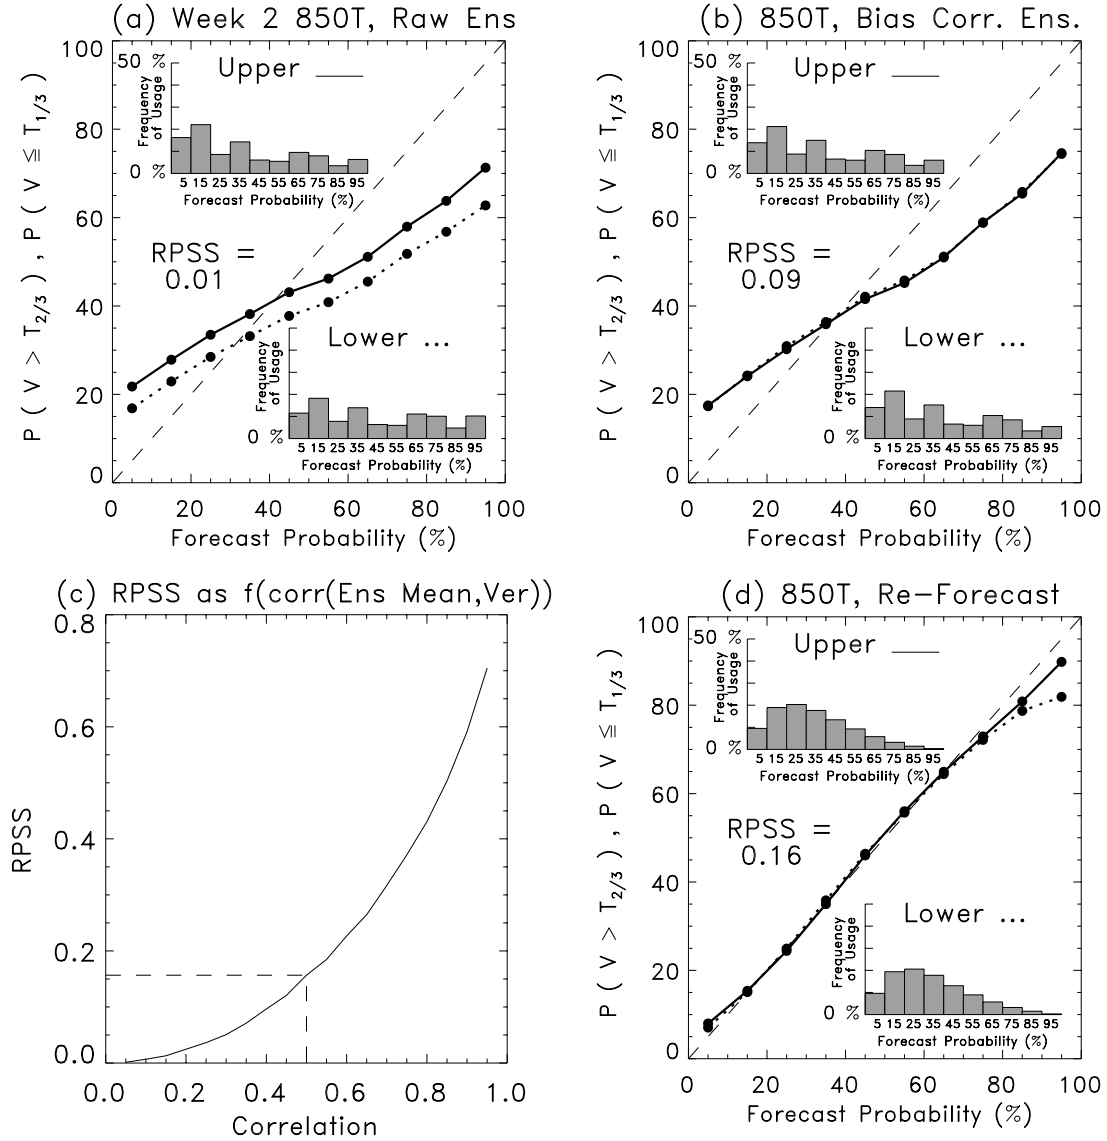 (a) Week 2 850T, Raw Ens
P ( V > T2/3 ) , P ( V ≦ T1/3 )
100
80
60
40
20
0
50 %
Frequency of Usage
0 %
Upper
5 15 25 35 45 55 65 75 85 95
Forecast Probability (%)
RPSS =
0.01
Lower ...
Frequency of Usage
0 %
5 15 25 35 45 55 65 75 85 95
Forecast Probability (%)
0 20 40 60 80 100
Forecast Probability (%)
(b) 850T, Bias Corr. Ens.
P ( V > T2/3 ) , P ( V ≦ T1/3 )
100
80
60
40
20
0
50 %
Frequency of Usage
0 %
Upper
5 15 25 35 45 55 65 75 85 95
Forecast Probability (%)
RPSS =
0.09
Lower ...
Frequency of Usage
0 %
5 15 25 35 45 55 65 75 85 95
Forecast Probability (%)
0 20 40 60 80 100
Forecast Probability (%)
(c) RPSS as f(corr(Ens Mean,Ver))
RPSS
0.8
0.6
0.4
0.2
0.0
0.0 0.2 0.4 0.6 0.8 1.0
Correlation
(d) 850T, Re-Forecast
P ( V > T2/3 ) , P ( V ≦ T1/3 )
100
80
60
40
20
0
50 %
Frequency of Usage
0 %
Upper
5 15 25 35 45 55 65 75 85 95
Forecast Probability (%)
RPSS =
0.16
Lower ...
Frequency of Usage
0 %
5 15 25 35 45 55 65 75 85 95
Forecast Probability (%)
0 20 40 60 80 100
Forecast Probability (%)